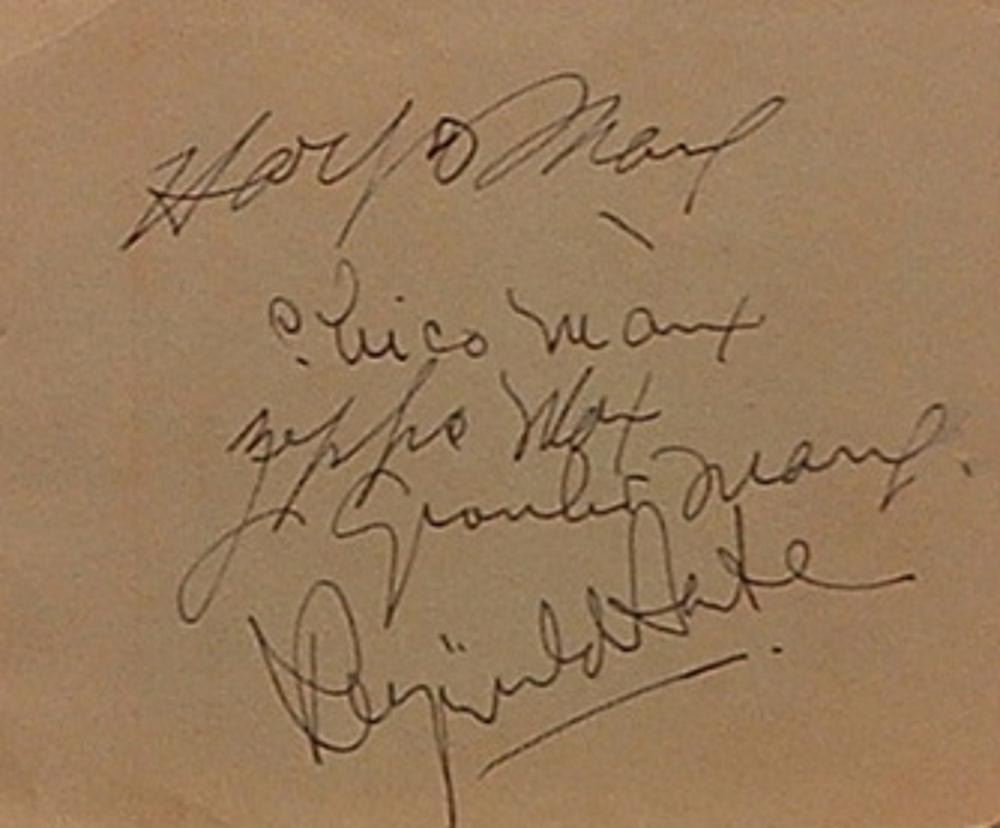 Harpo Marx
Chico Marx
Zeppo Marx
Groucho Marx.
Reginald